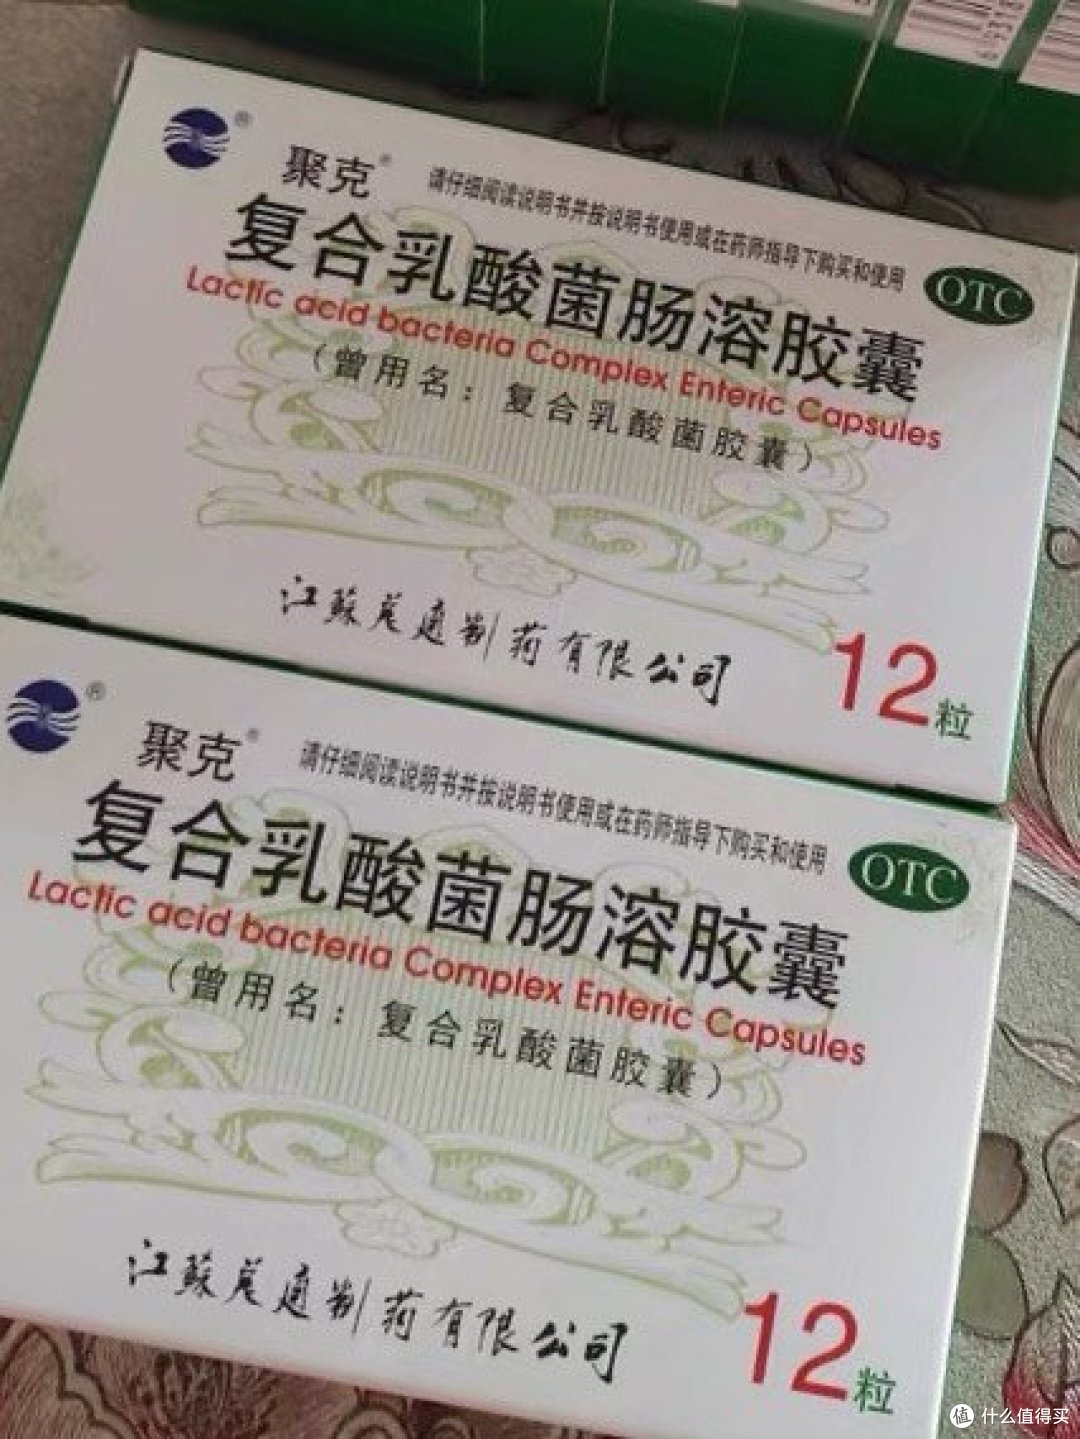 聚克®
请仔细阅读说明书并按说明书使用或在药师指导下购买和使用
OTC
复合乳酸菌肠溶胶囊
Lactic acid bacteria Complex Enteric Capsules
（曾用名：复合乳酸菌胶囊）
江蘇
制药有限公司
12粒
®
聚克®
请仔细阅读说明书并按说明书使用或在药师指导下购买和使用
OTC
复合乳酸菌肠溶胶囊
Lactic acid bacteria Complex Enteric Capsules
（曾用名：复合乳酸菌胶囊）
江蘇
制药有限公司
12粒
值 什么值得买